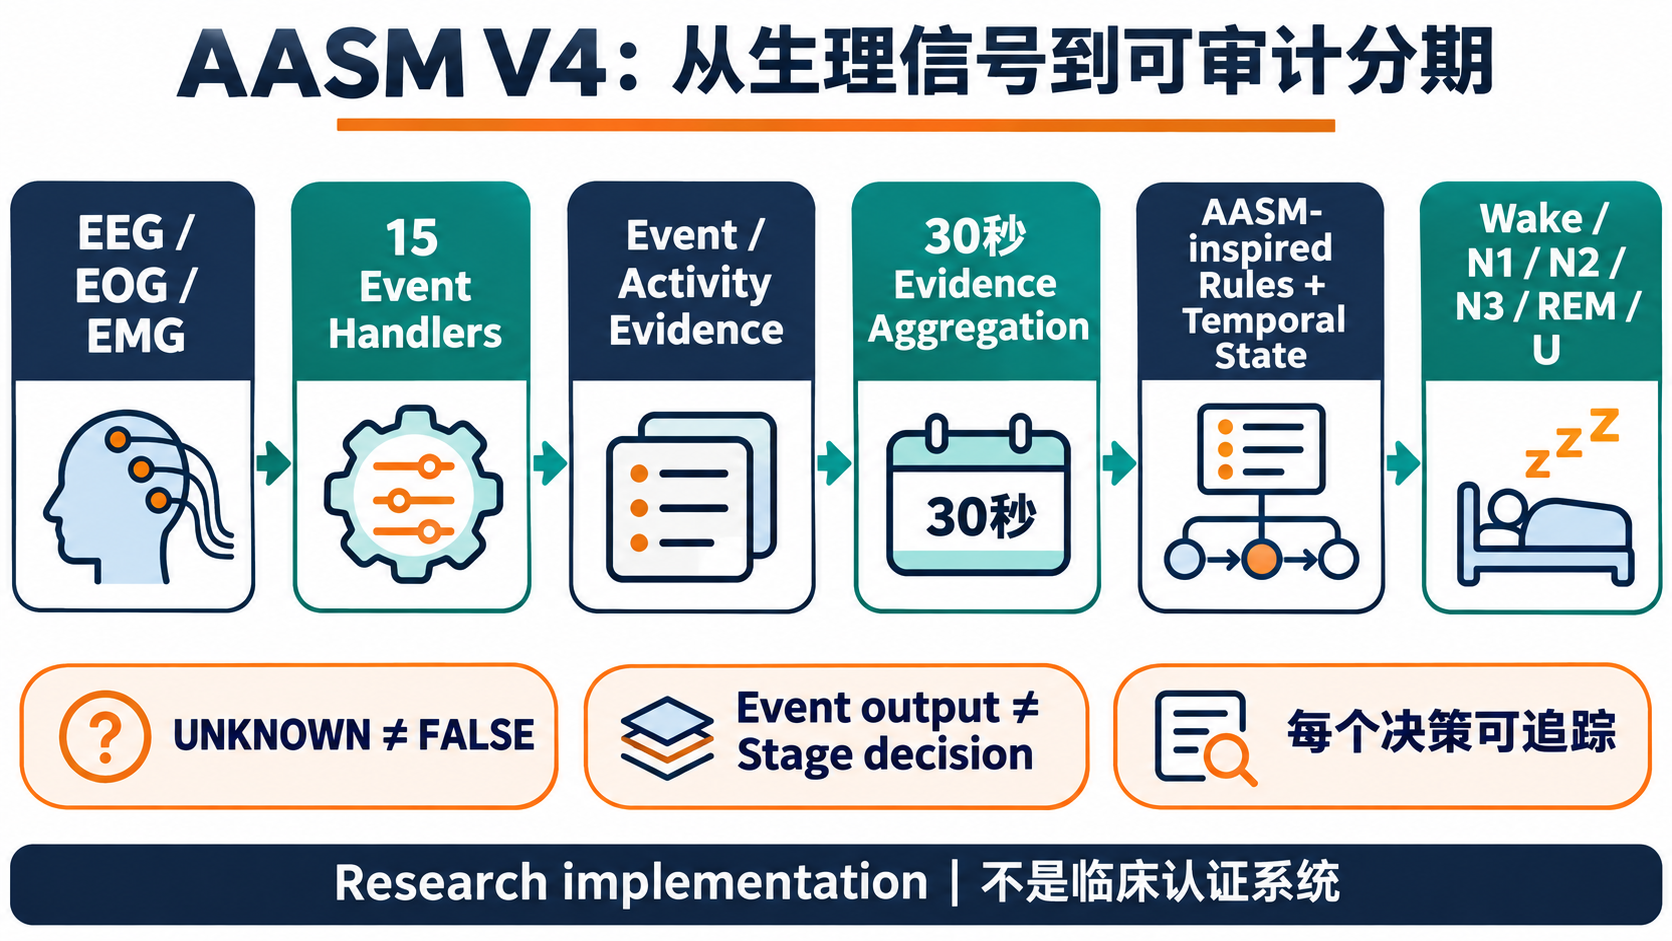 AASM V4：从生理信号到可审计分期
EEG /
EOG /
EMG
15
Event
Handlers
Event /
Activity
Evidence
30秒
Evidence
Aggregation
30秒
AASM-
inspired
Rules +
Temporal
State
Wake /
N1 / N2 /
N3 / REM /
U
z z z
?
UNKNOWN ≠ FALSE
Event output ≠
Stage decision
每个决策可追踪
Research implementation | 不是临床认证系统